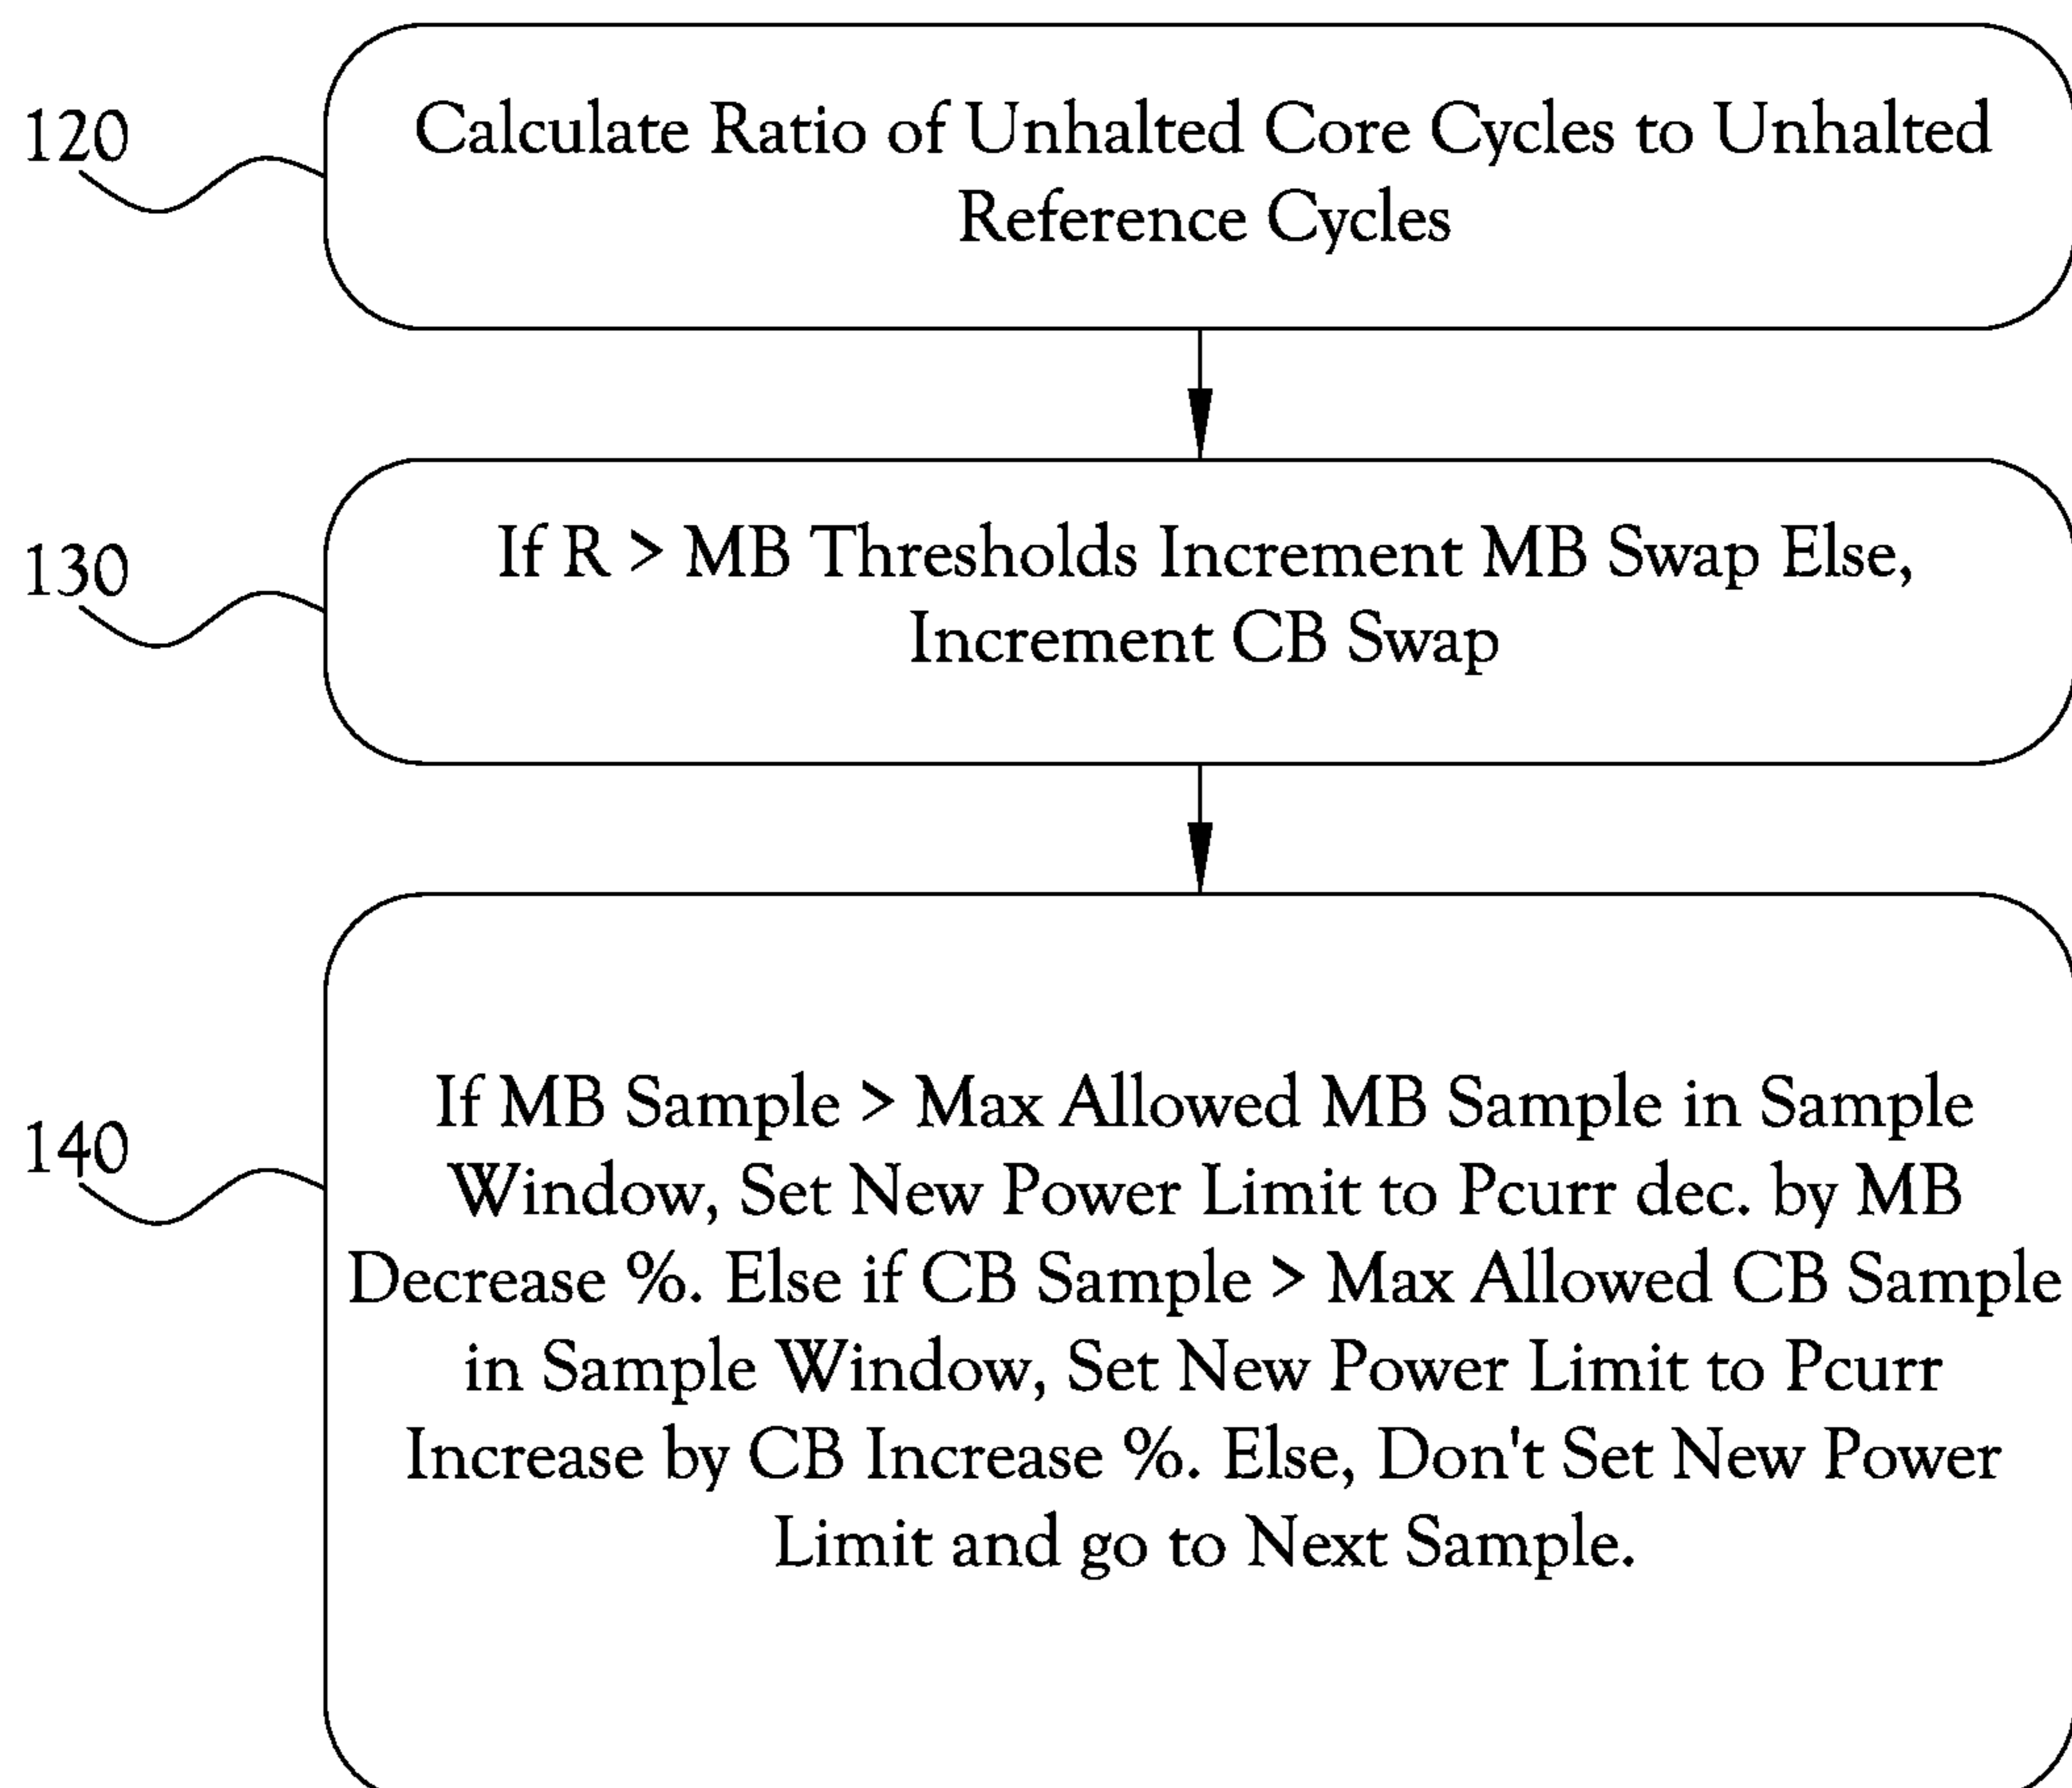 120
Calculate Ratio of Unhalted Core Cycles to Unhalted
Reference Cycles
130
If R > MB Thresholds Increment MB Swap Else,
Increment CB Swap
140
If MB Sample > Max Allowed MB Sample in Sample
Window, Set New Power Limit to Pcurr dec. by MB
Decrease %. Else if CB Sample > Max Allowed CB Sample
in Sample Window, Set New Power Limit to Pcurr
Increase by CB Increase %. Else, Don't Set New Power
Limit and go to Next Sample.